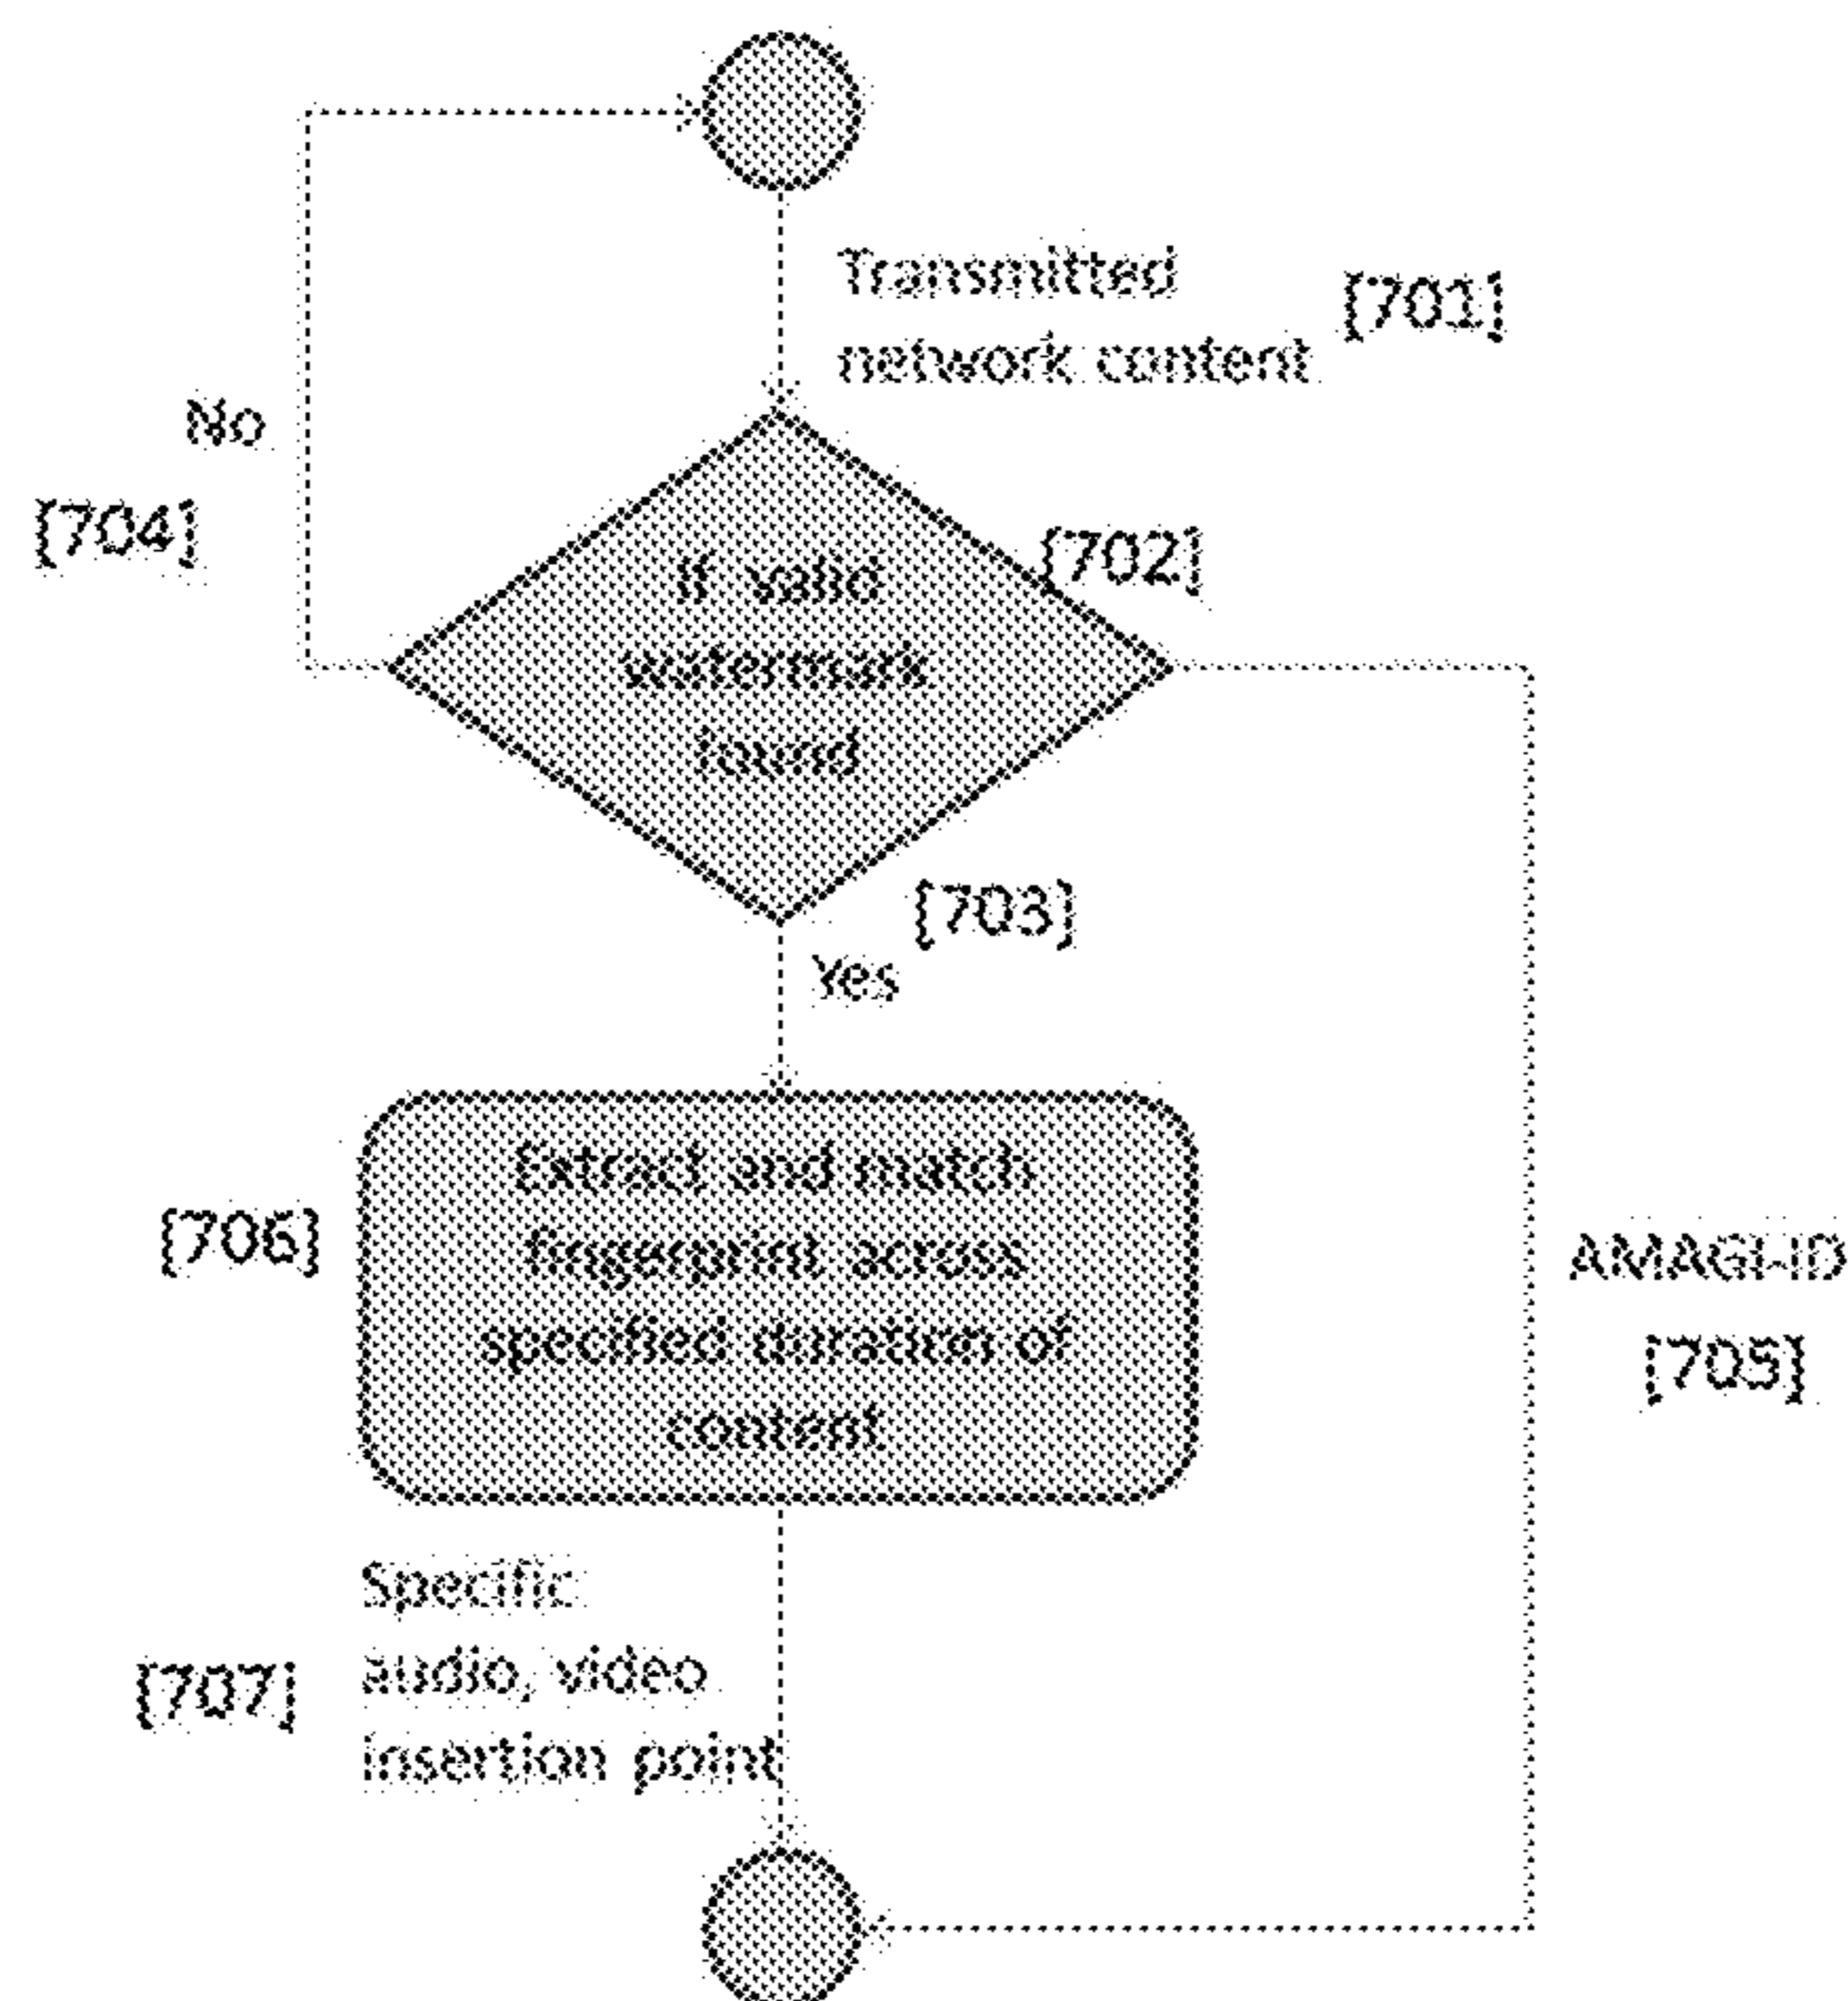 Transmitted
network content
[701]
No
[704]
If valid
watermark
found
[702]
[703]
Yes
Extract and match
fingerprint across
specified duration of
content
[706]
AMAGI-ID
[705]
Specific
audio, video
insertion point
[707]